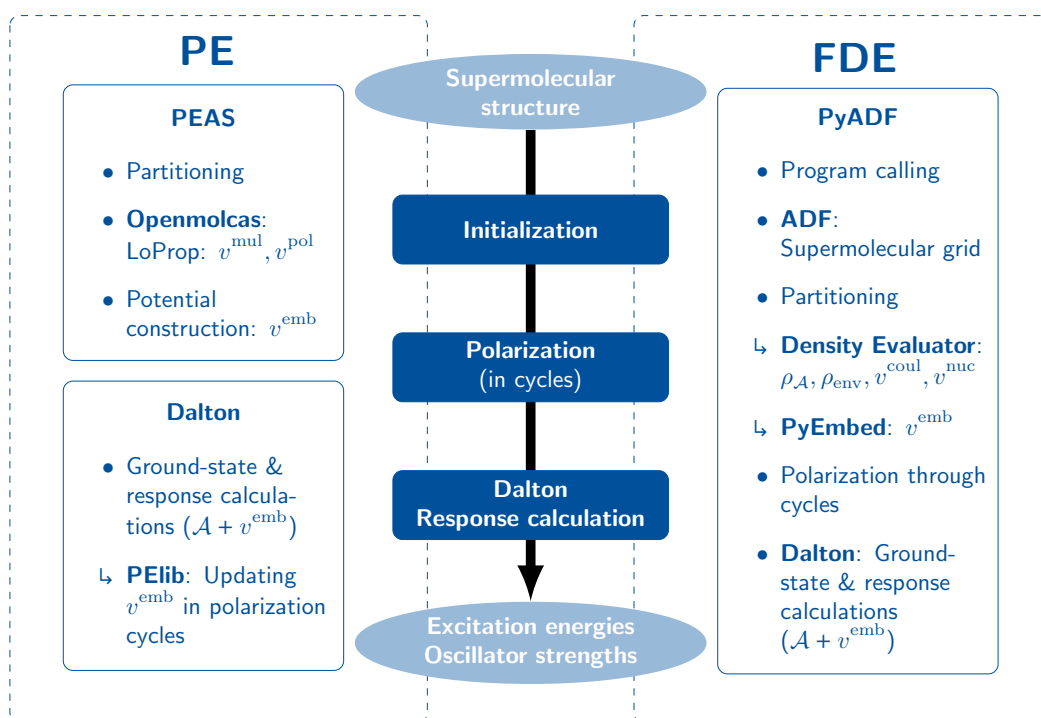 PE
PEAS
• Partitioning
• Openmolcas:
LoProp: v^mul, v^pol
• Potential
construction: v^emb
Dalton
• Ground-state &
response calcula-
tions (𝒜 + v^emb)
↳ PElib: Updating
v^emb in polarization
cycles
Supermolecular
structure
Initialization
Polarization
(in cycles)
Dalton
Response calculation
Excitation energies
Oscillator strengths
FDE
PyADF
• Program calling
• ADF:
Supermolecular grid
• Partitioning
↳ Density Evaluator:
ρ_𝒜, ρ_env, v^coul, v^nuc
↳ PyEmbed: v^emb
• Polarization through
cycles
• Dalton: Ground-
state & response
calculations
(𝒜 + v^emb)